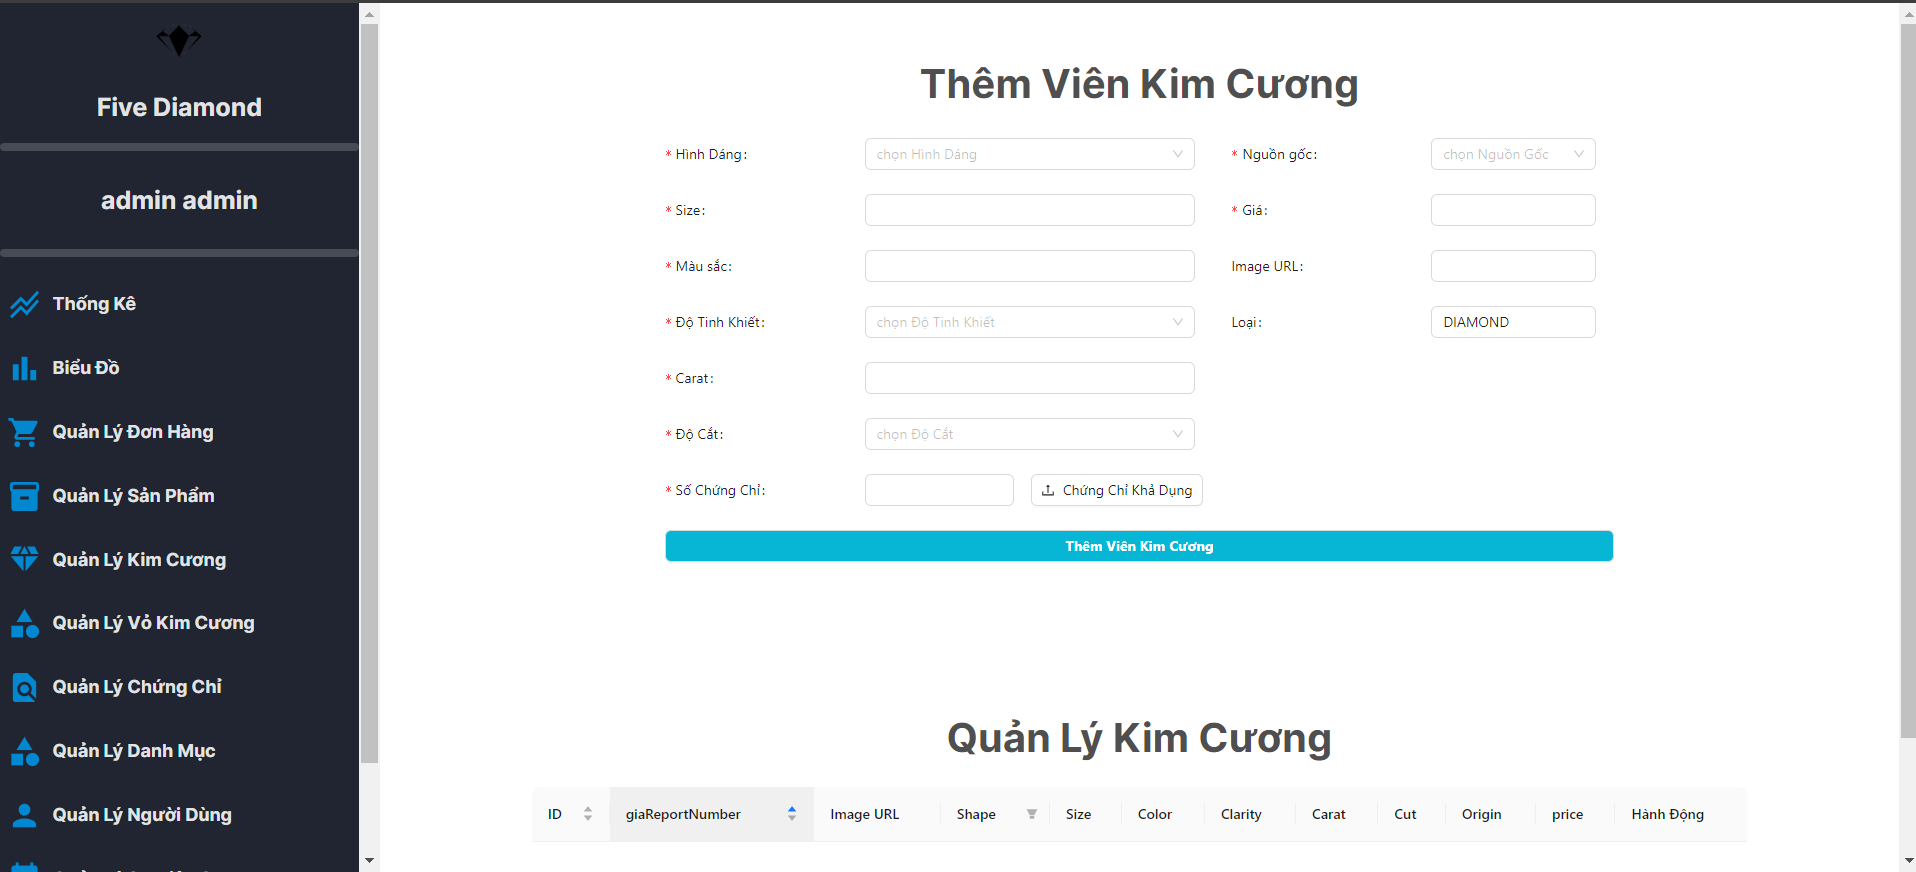 Five Diamond
admin admin
Thống Kê
Biểu Đồ
Quản Lý Đơn Hàng
Quản Lý Sản Phẩm
Quản Lý Kim Cương
Quản Lý Vỏ Kim Cương
Quản Lý Chứng Chỉ
Quản Lý Danh Mục
Quản Lý Người Dùng
Thêm Viên Kim Cương
* Hình Dáng: chọn Hình Dáng * Nguồn gốc: chọn Nguồn Gốc
* Size: * Giá:
* Màu sắc: Image URL:
* Độ Tinh Khiết: chọn Độ Tinh Khiết Loại: DIAMOND
* Carat:
* Độ Cắt: chọn Độ Cắt
* Số Chứng Chỉ: Chứng Chỉ Khả Dụng
Thêm Viên Kim Cương
Quản Lý Kim Cương
ID giaReportNumber Image URL Shape Size Color Clarity Carat Cut Origin price Hành Động